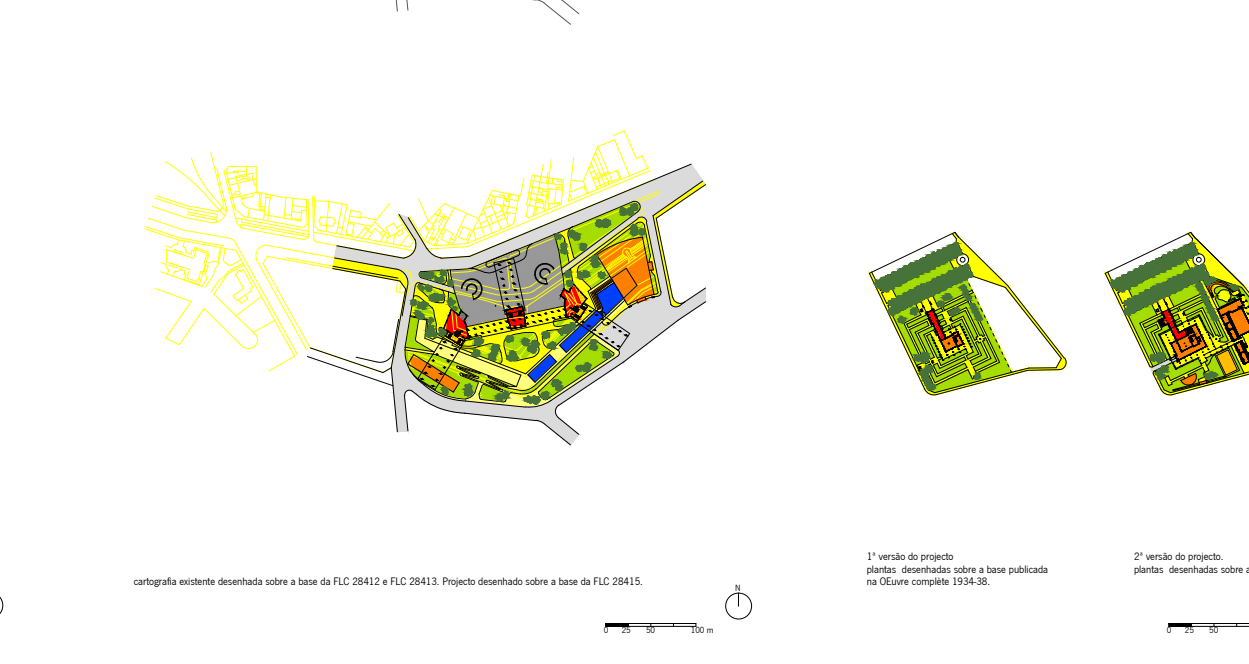 1ª versão do projecto
plantas desenhadas sobre a base publicada
na OEuvre complète 1934-38.
2ª versão do projecto.
plantas desenhadas sobre a
cartografia existente desenhada sobre a base da FLC 28412 e FLC 28413. Projecto desenhado sobre a base da FLC 28415.
N
0 25 50 100 m
0 25 50